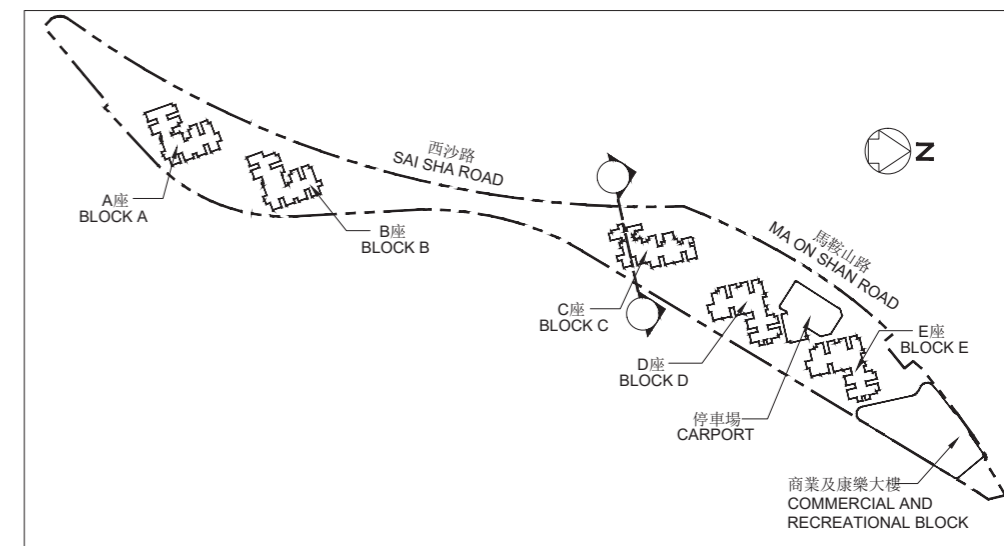 西沙路
SAI SHA ROAD
N
馬鞍山路
MA ON SHAN ROAD
A座
BLOCK A
B座
BLOCK B
C座
BLOCK C
D座
BLOCK D
E座
BLOCK E
停車場
CARPORT
商業及康樂大樓
COMMERCIAL AND
RECREATIONAL BLOCK